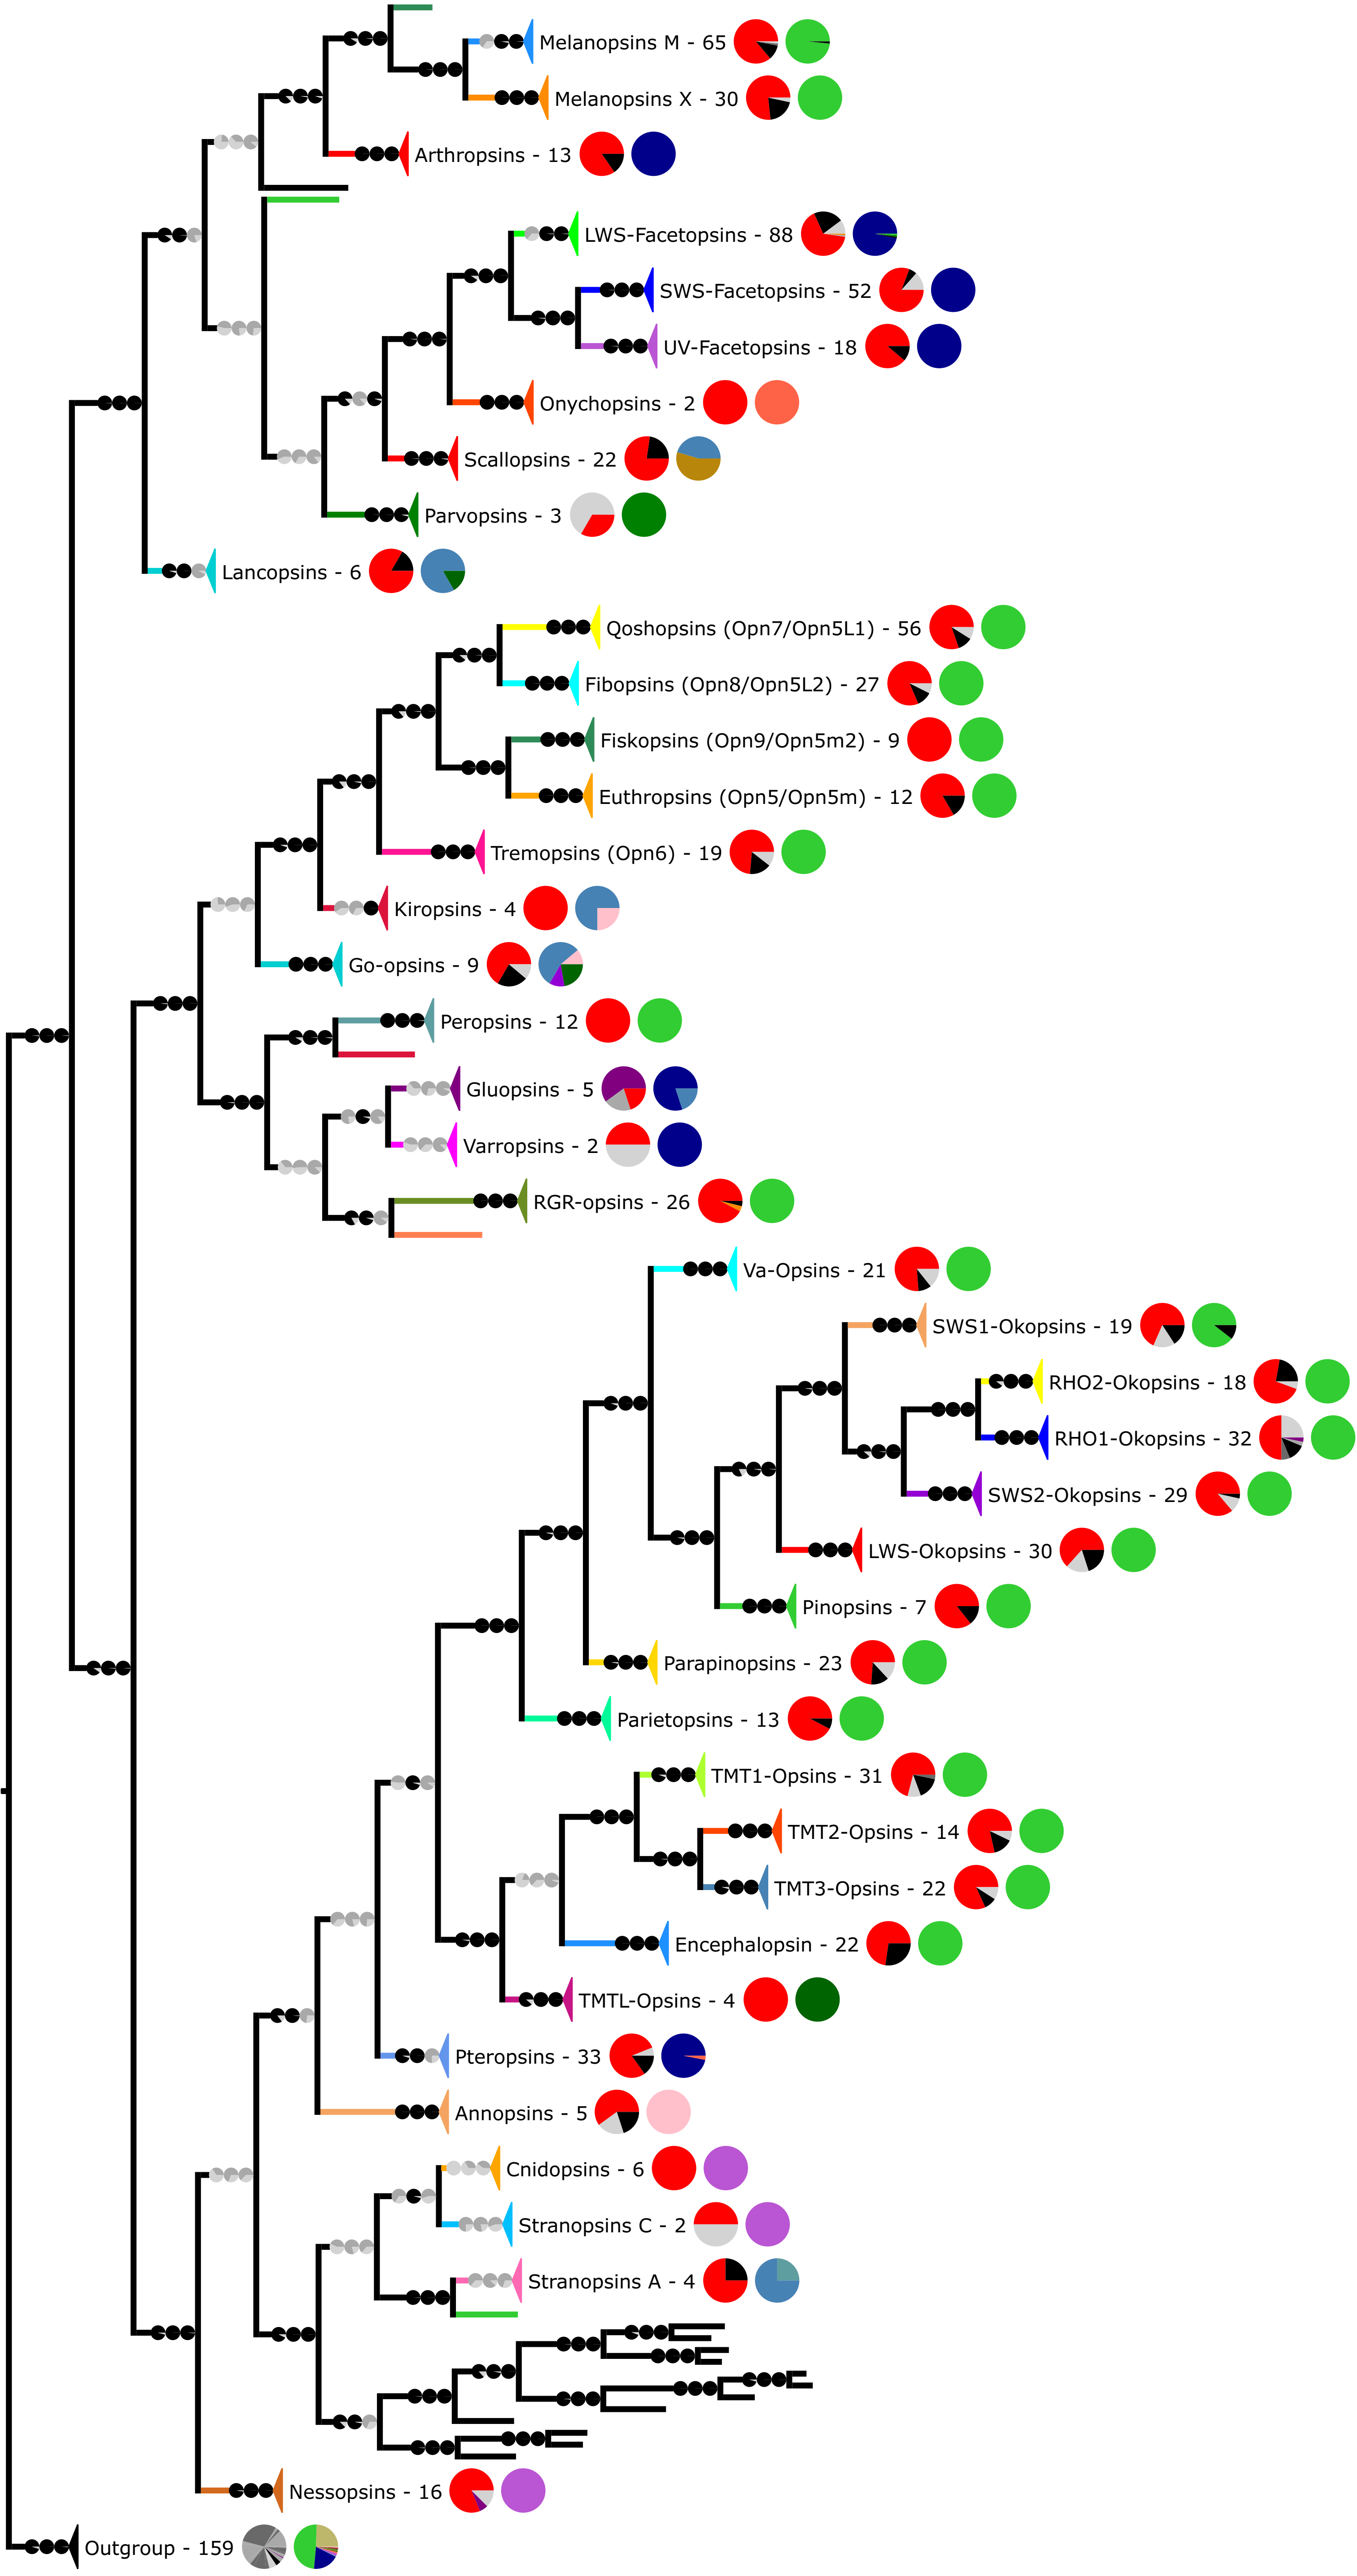 Melanopsins M - 65
Melanopsins X - 30
Arthropsins - 13
LWS-Facetopsins - 88
SWS-Facetopsins - 52
UV-Facetopsins - 18
Onychopsins - 2
Scallopsins - 22
Parvopsins - 3
Lancopsins - 6
Qoshopsins (Opn7/Opn5L1) - 56
Fibopsins (Opn8/Opn5L2) - 27
Fiskopsins (Opn9/Opn5m2) - 9
Euthropsins (Opn5/Opn5m) - 12
Tremopsins (Opn6) - 19
Kiropsins - 4
Go-opsins - 9
Peropsins - 12
Gluopsins - 5
Varropsins - 2
RGR-opsins - 26
Va-Opsins - 21
SWS1-Okopsins - 19
RHO2-Okopsins - 18
RHO1-Okopsins - 32
SWS2-Okopsins - 29
LWS-Okopsins - 30
Pinopsins - 7
Parapinopsins - 23
Parietopsins - 13
TMT1-Opsins - 31
TMT2-Opsins - 14
TMT3-Opsins - 22
Encephalopsin - 22
TMTL-Opsins - 4
Pteropsins - 33
Annopsins - 5
Cnidopsins - 6
Stranopsins C - 2
Stranopsins A - 4
Nessopsins - 16
Outgroup - 159